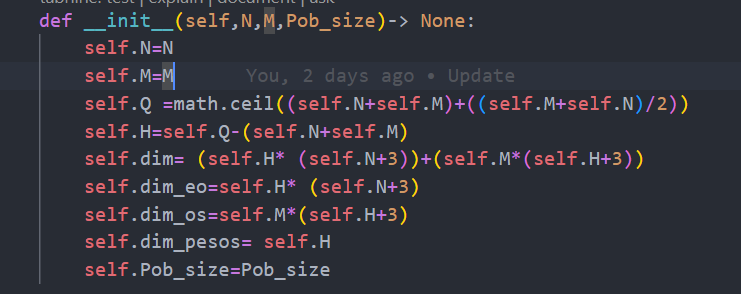 tabnine: test | explain | document | ask
def __init__(self,N,M,Pob_size)-> None:
self.N=N
self.M=M You, 2 days ago • Update
self.Q =math.ceil((self.N+self.M)+((self.M+self.N)/2))
self.H=self.Q-(self.N+self.M)
self.dim= (self.H* (self.N+3))+(self.M*(self.H+3))
self.dim_eo=self.H* (self.N+3)
self.dim_os=self.M*(self.H+3)
self.dim_pesos= self.H
self.Pob_size=Pob_size